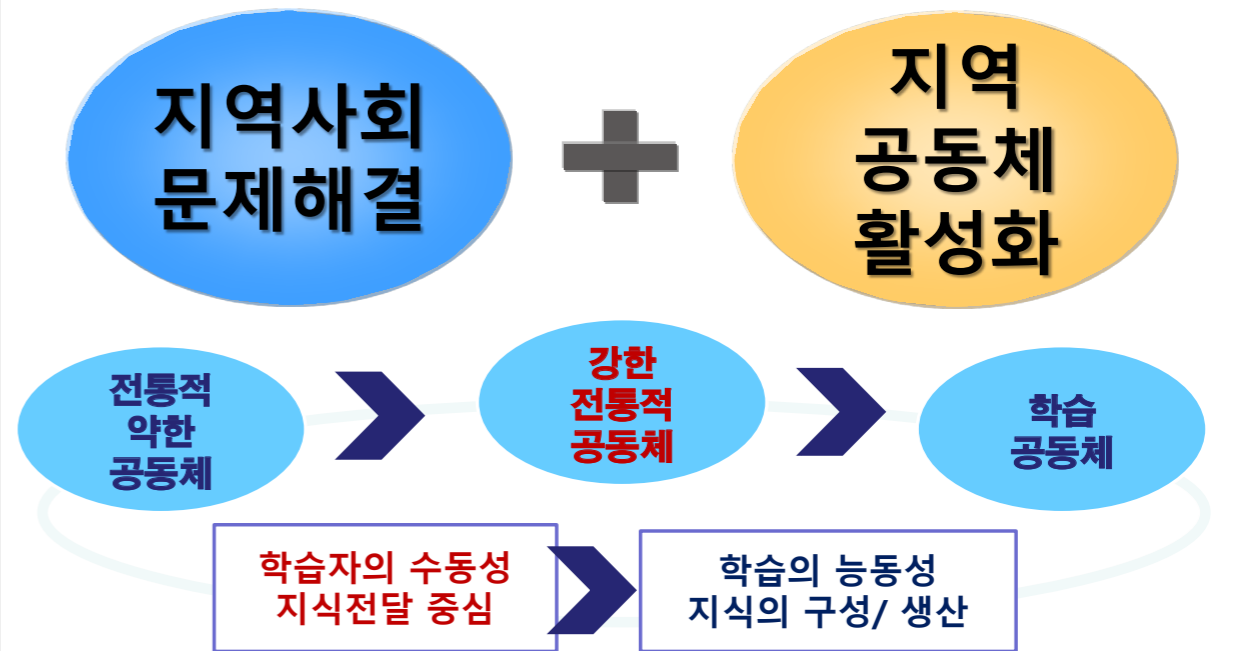 지역사회
문제해결
지역
공동체
활성화
전통적
약한
공동체
강한
전통적
공동체
학습
공동체
학습자의 수동성
지식전달 중심
학습의 능동성
지식의 구성/ 생산